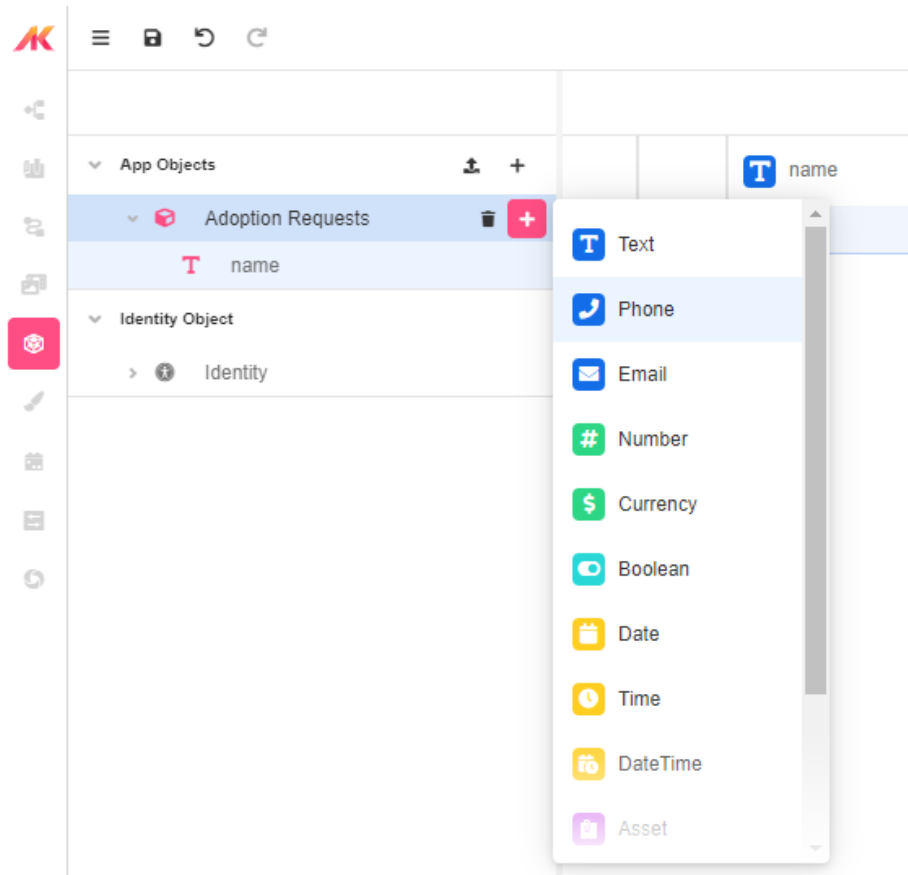 App Objects
name
Adoption Requests
name
Identity Object
Identity
Text
Phone
Email
Number
Currency
Boolean
Date
Time
DateTime
Asset